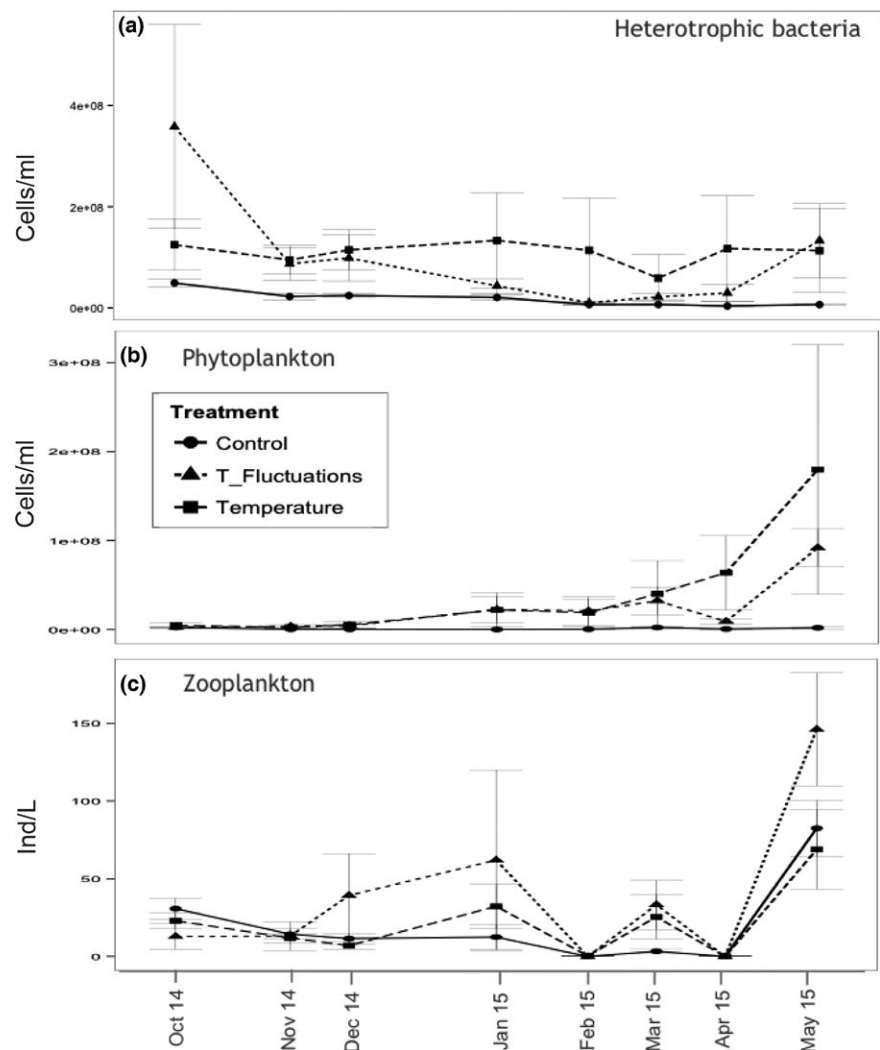 (a)
Heterotrophic bacteria
4e+08
2e+08
0e+00
Cells/ml
(b)
Phytoplankton
3e+08
2e+08
1e+08
0e+00
Cells/ml
Treatment
Control
T_Fluctuations
Temperature
(c)
Zooplankton
150
100
50
0
Ind/L
Oct 14
Nov 14
Dec 14
Jan 15
Feb 15
Mar 15
Apr 15
May 15